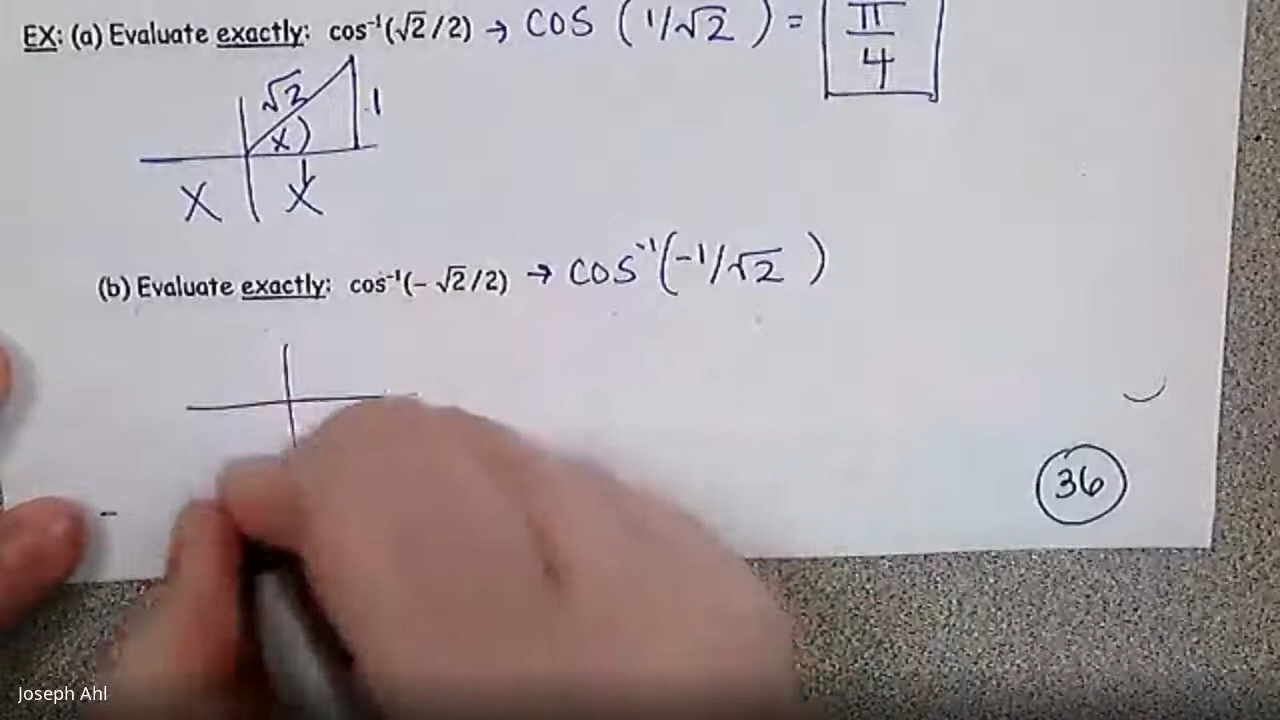 EX: (a) Evaluate exactly: cos⁻¹(√2/2) → COS (1/√2) = π/4
√2
1
x
1
X X
(b) Evaluate exactly: cos⁻¹(- √2/2) → COS⁻¹(-1/√2)
36
Joseph Ahl